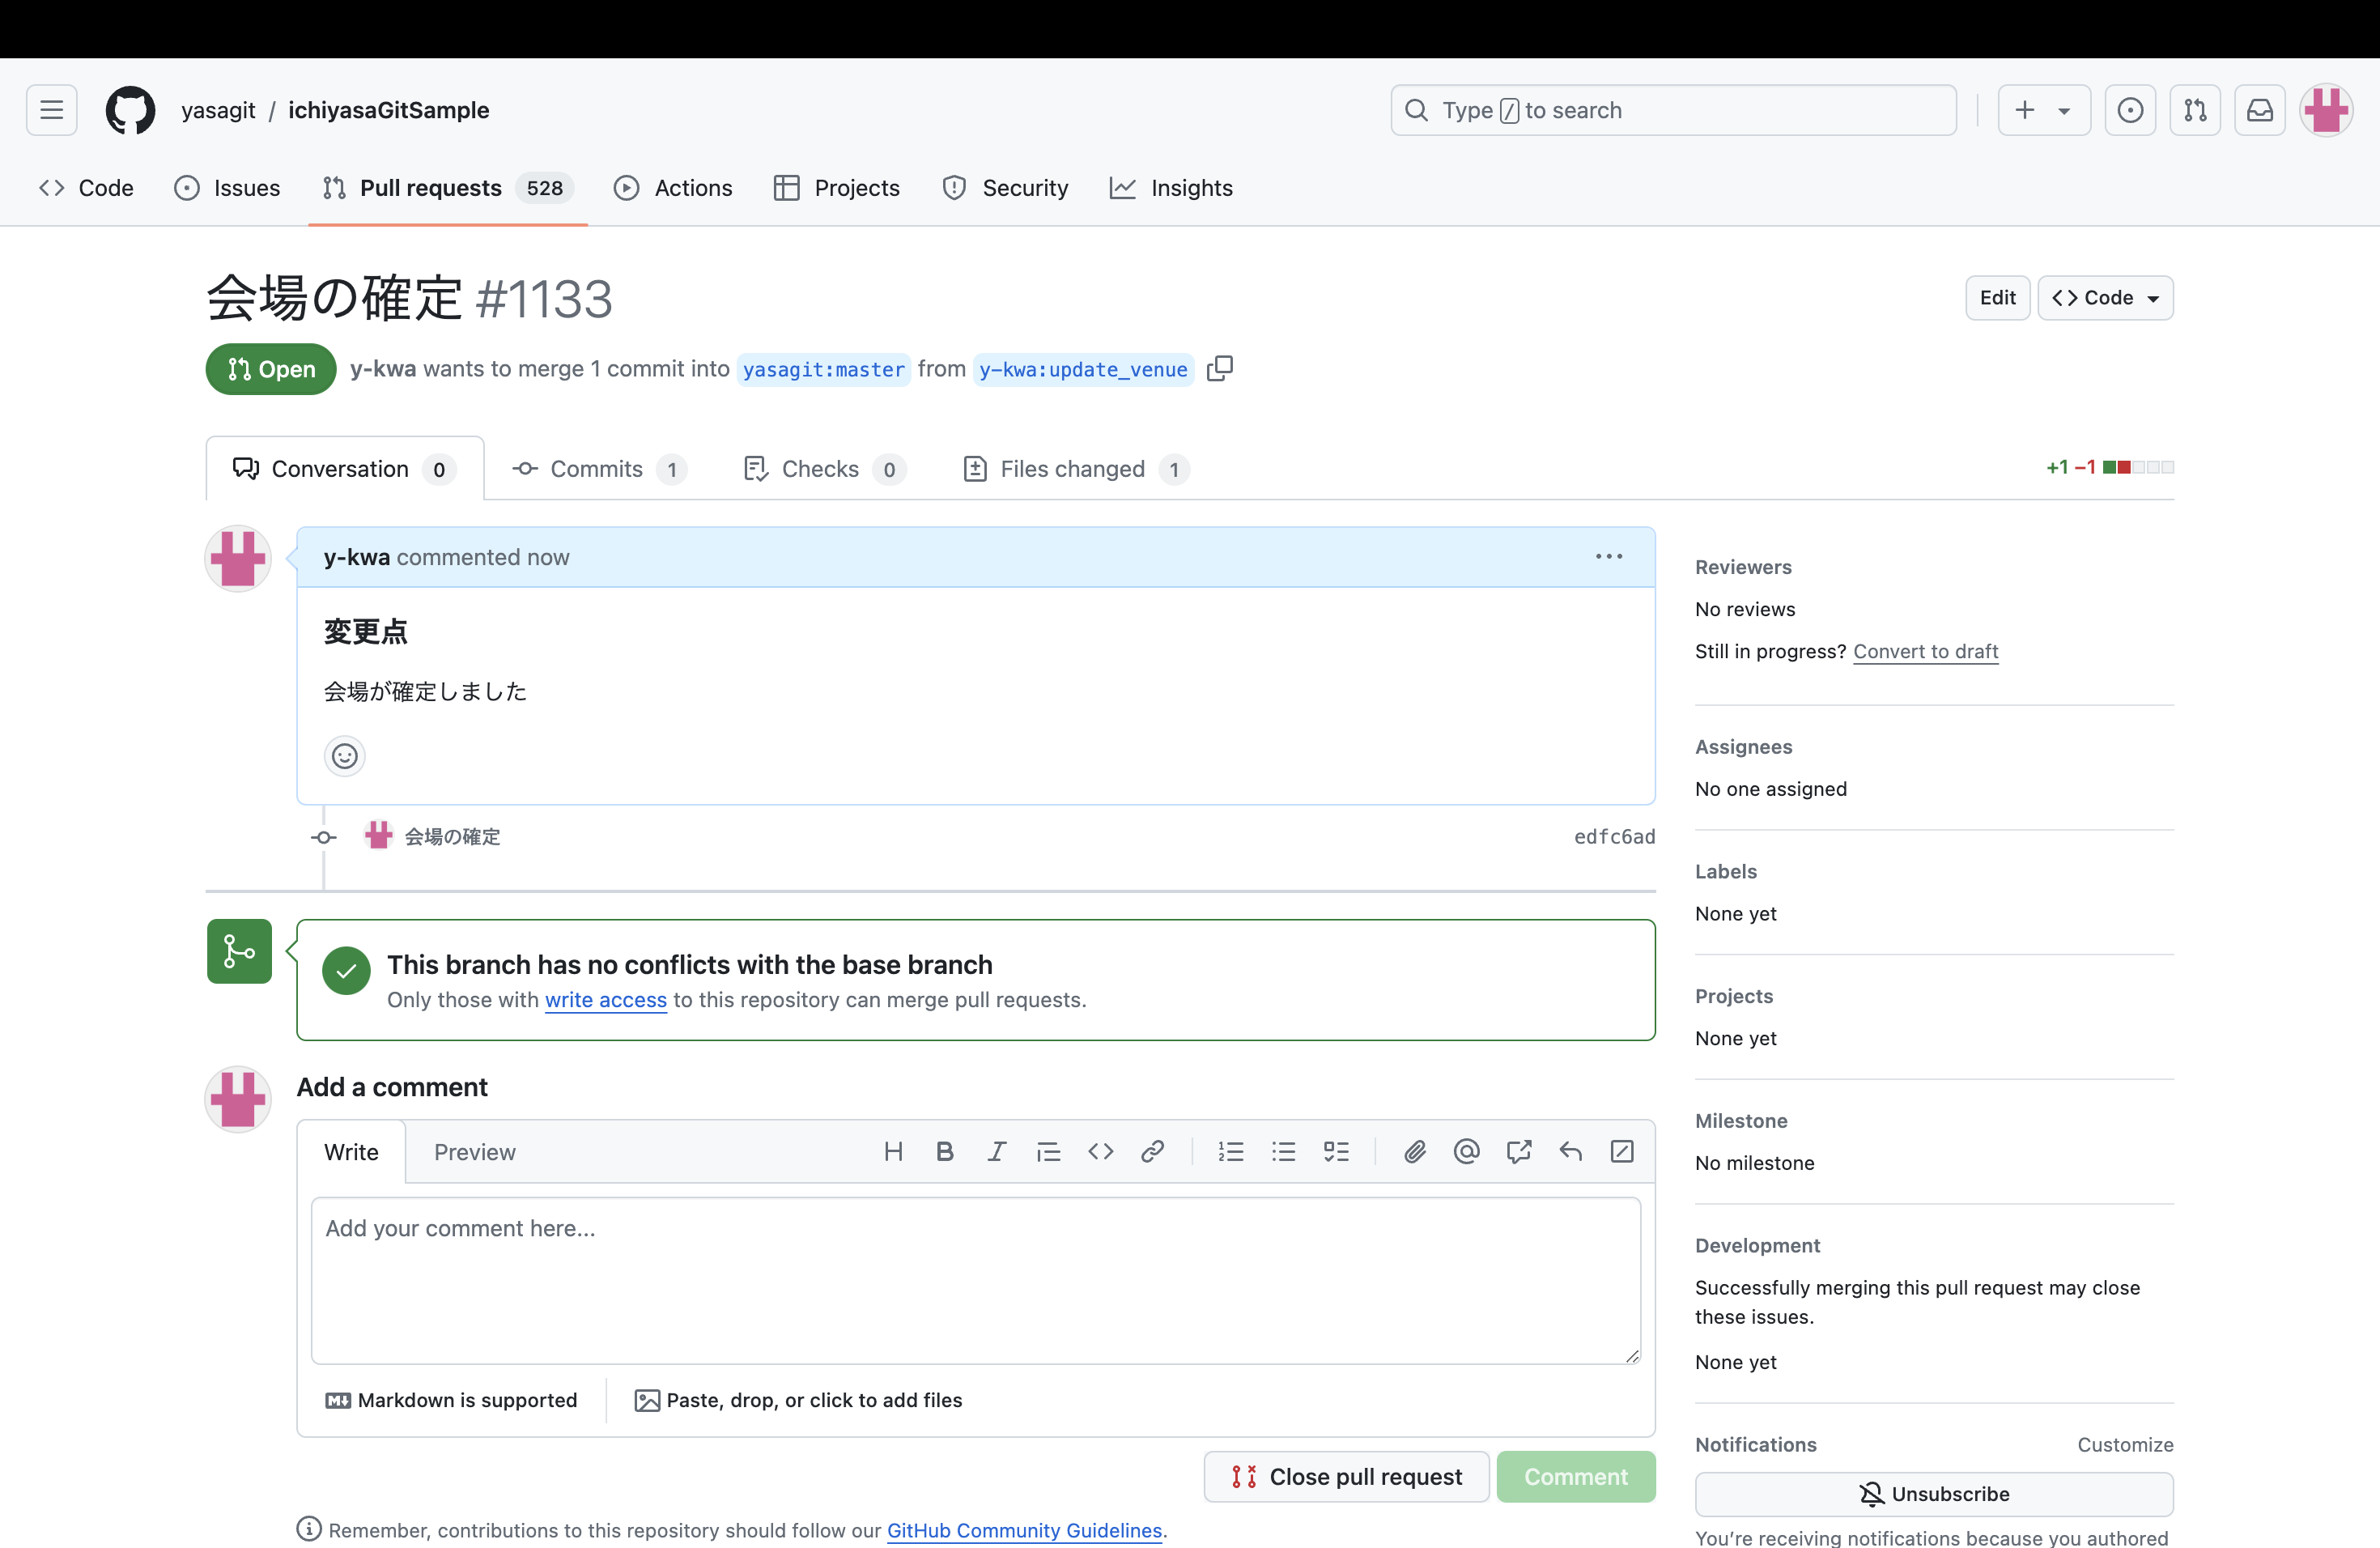 yasagit / ichiyasaGitSample
Type / to search
Code Issues Pull requests 528 Actions Projects Security Insights
会場の確定 #1133
Edit Code
Open y-kwa wants to merge 1 commit into yasagit:master from y-kwa:update_venue
Conversation 0 Commits 1 Checks 0 Files changed 1
+1 −1
y-kwa commented now
変更点
会場が確定しました
会場の確定 edfc6ad
This branch has no conflicts with the base branch
Only those with write access to this repository can merge pull requests.
Add a comment
Write Preview
Add your comment here...
Markdown is supported
Paste, drop, or click to add files
Close pull request Comment
Remember, contributions to this repository should follow our GitHub Community Guidelines.
Reviewers
No reviews
Still in progress? Convert to draft
Assignees
No one assigned
Labels
None yet
Projects
None yet
Milestone
No milestone
Development
Successfully merging this pull request may close
these issues.
None yet
Notifications Customize
Unsubscribe
You’re receiving notifications because you authored